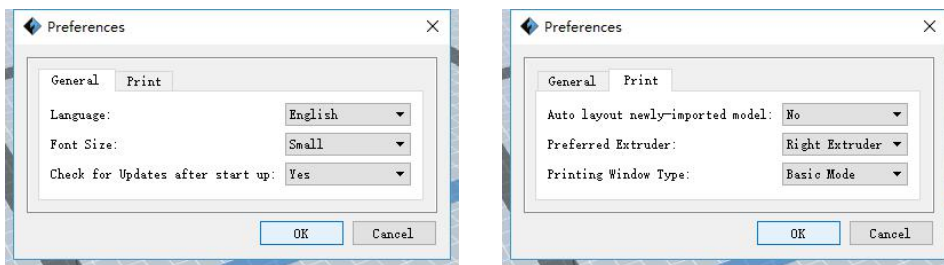 Preferences
General Print
Language: English
Font Size: Small
Check for Updates after start up: Yes
OK Cancel
Preferences
General Print
Auto layout newly-imported model: No
Preferred Extruder: Right Extruder
Printing Window Type: Basic Mode
OK Cancel